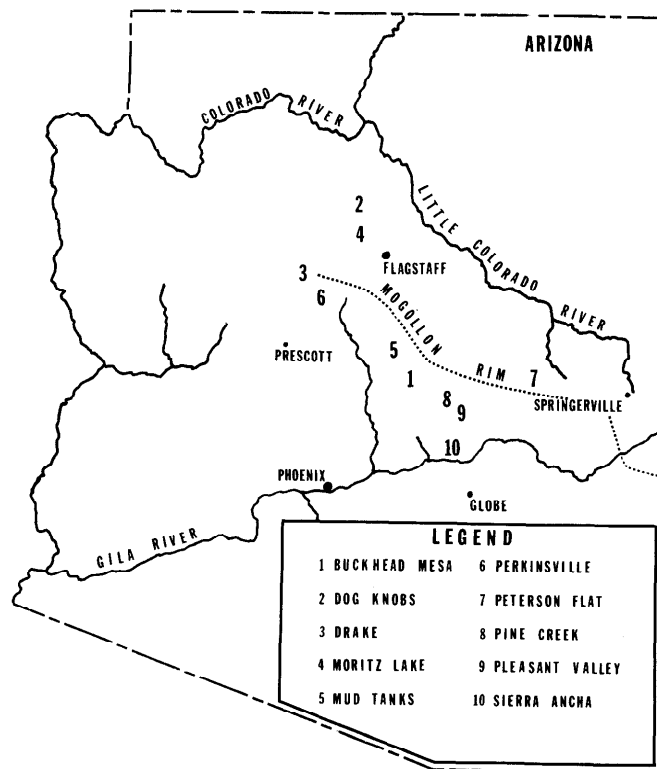 ARIZONA
COLORADO RIVER
LITTLE COLORADO RIVER
2
4
FLAGSTAFF
3
6
MOGOLLON RIM
PRESCOTT
5
1
7
8
9
SPRINGERVILLE
10
PHOENIX
GLOBE
GILA RIVER
LEGEND
1 BUCKHEAD MESA 6 PERKINSVILLE
2 DOG KNOBS 7 PETERSON FLAT
3 DRAKE 8 PINE CREEK
4 MORITZ LAKE 9 PLEASANT VALLEY
5 MUD TANKS 10 SIERRA ANCHA